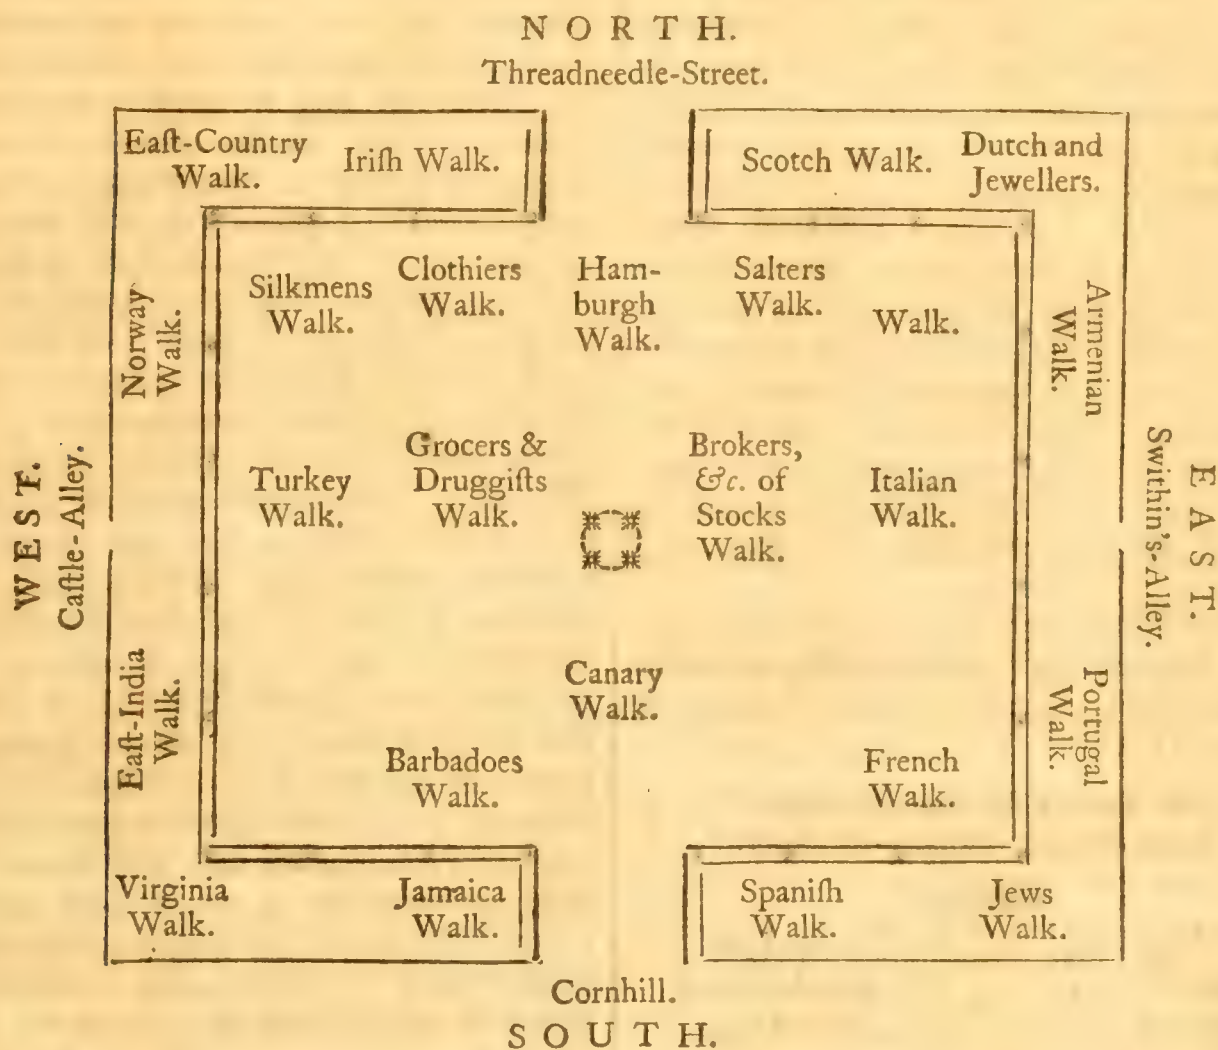 NORTH.
Threadneedle-Street.
Eaſt-Country
Walk.
Iriſh Walk.
Scotch Walk.
Dutch and
Jewellers.
Silkmens
Walk.
Clothiers
Walk.
Ham-
burgh
Walk.
Salters
Walk.
Walk.
Norway
Walk.
Armenian
Walk.
WEST.
Caſtle-Alley.
Turkey
Walk.
Grocers &
Druggiſts
Walk.
Brokers,
&c. of
Stocks
Walk.
Italian
Walk.
EAST.
Swithin's-Alley.
Eaſt-India
Walk.
Canary
Walk.
Portugal
Walk.
Barbadoes
Walk.
French
Walk.
Virginia
Walk.
Jamaica
Walk.
Spaniſh
Walk.
Jews
Walk.
Cornhill.
SOUTH.